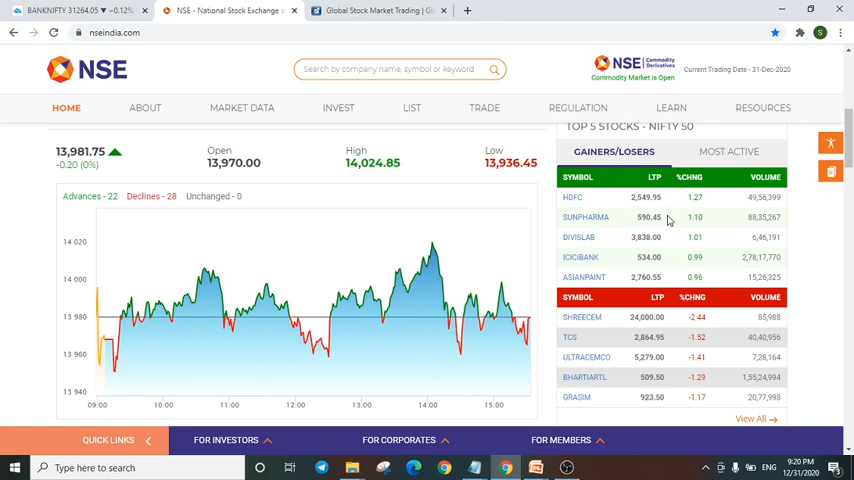 BANKNIFTY 31264.05 ▼ −0.12% ×
NSE - National Stock Exchange o ×
Global Stock Market Trading | Gl ×
nseindia.com
S
NSE
Search by company name, symbol or keyword
NSE Commodity Derivatives
Commodity Market is Open
Current Trading Date - 31-Dec-2020
HOME ABOUT MARKET DATA INVEST LIST TRADE REGULATION LEARN RESOURCES
13,981.75
-0.20 (0%)
Open
13,970.00
High
14,024.85
Low
13,936.45
Advances - 22 Declines - 28 Unchanged - 0
14 020
14 000
13 980
13 960
13 940
09:00 10:00 11:00 12:00 13:00 14:00 15:00
TOP 5 STOCKS - NIFTY 50
GAINERS/LOSERS MOST ACTIVE
SYMBOL LTP %CHNG VOLUME
HDFC 2,549.95 1.27 49,56,399
SUNPHARMA 590.45 1.10 88,35,267
DIVISLAB 3,838.00 1.01 6,46,191
ICICIBANK 534.00 0.99 2,78,17,770
ASIANPAINT 2,760.55 0.96 15,26,325
SYMBOL LTP %CHNG VOLUME
SHREECEM 24,000.00 -2.44 85,988
TCS 2,864.95 -1.52 40,40,956
ULTRACEMCO 5,279.00 -1.41 7,28,164
BHARTIARTL 509.50 -1.29 1,55,24,994
GRASIM 923.50 -1.17 20,77,998
View All →
QUICK LINKS FOR INVESTORS FOR CORPORATES FOR MEMBERS
Type here to search
ENG
9:20 PM
12/31/2020
3